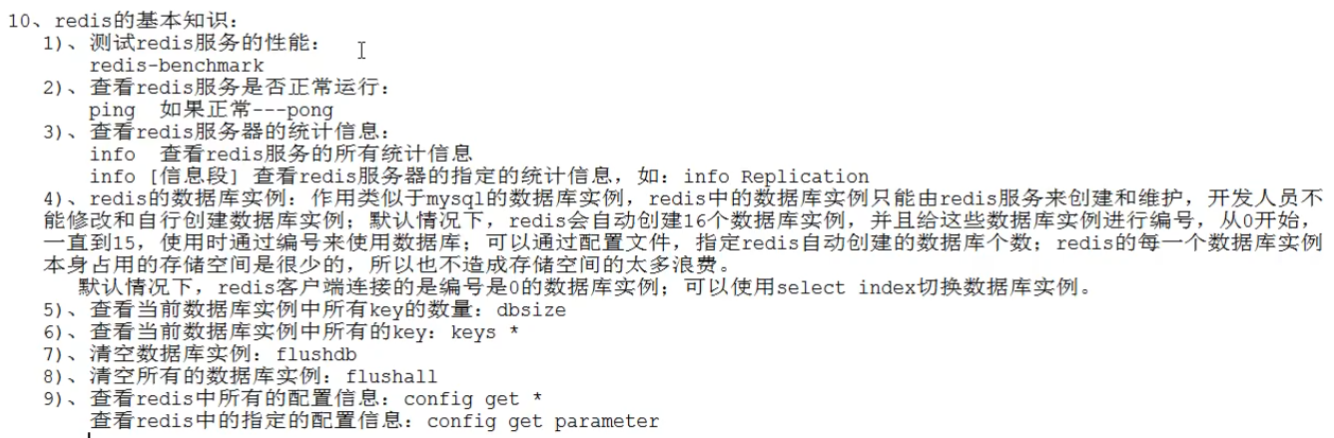 10、redis的基本知识：
1)、测试redis服务的性能：
redis-benchmark
2)、查看redis服务是否正常运行：
ping  如果正常---pong
3)、查看redis服务器的统计信息：
info  查看redis服务的所有统计信息
info [信息段] 查看redis服务器的指定的统计信息，如：info Replication
4)、redis的数据库实例：作用类似于mysql的数据库实例，redis中的数据库实例只能由redis服务来创建和维护，开发人员不
能修改和自行创建数据库实例；默认情况下，redis会自动创建16个数据库实例，并且给这些数据库实例进行编号，从0开始，
一直到15，使用时通过编号来使用数据库；可以通过配置文件，指定redis自动创建的数据库个数；redis的每一个数据库实例
本身占用的存储空间是很少的，所以也不造成存储空间的太多浪费。
默认情况下，redis客户端连接的是编号是0的数据库实例；可以使用select index切换数据库实例。
5)、查看当前数据库实例中所有key的数量：dbsize
6)、查看当前数据库实例中所有的key：keys *
7)、清空数据库实例：flushdb
8)、清空所有的数据库实例：flushall
9)、查看redis中所有的配置信息：config get *
查看redis中的指定的配置信息：config get parameter